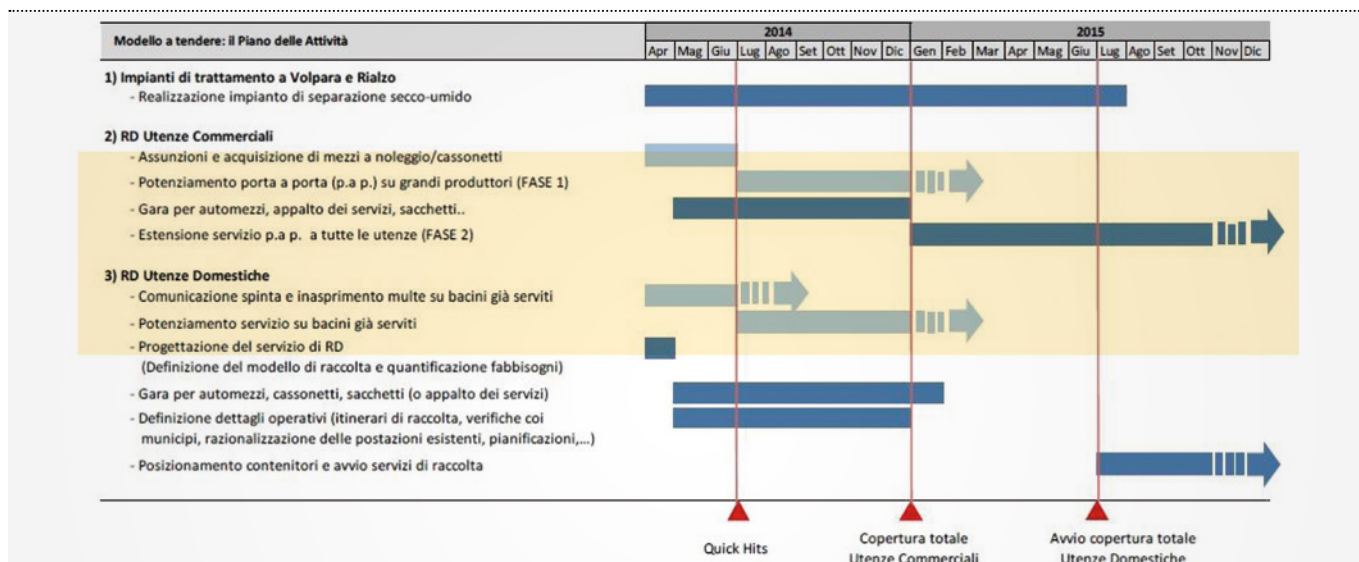 Modello a tendere: il Piano delle Attività
2014
2015
Apr Mag Giu Lug Ago Set Ott Nov Dic Gen Feb Mar Apr Mag Giu Lug Ago Set Ott Nov Dic
1) Impianti di trattamento a Volpara e Rialzo
- Realizzazione impianto di separazione secco-umido
2) RD Utenze Commerciali
- Assunzioni e acquisizione di mezzi a noleggio/cassonetti
- Potenziamento porta a porta (p.a p.) su grandi produttori (FASE 1)
- Gara per automezzi, appalto dei servizi, sacchetti..
- Estensione servizio p.a p. a tutte le utenze (FASE 2)
3) RD Utenze Domestiche
- Comunicazione spinta e inasprimento multe su bacini già serviti
- Potenziamento servizio su bacini già serviti
- Progettazione del servizio di RD
(Definizione del modello di raccolta e quantificazione fabbisogni)
- Gara per automezzi, cassonetti, sacchetti (o appalto dei servizi)
- Definizione dettagli operativi (itinerari di raccolta, verifiche coi
municipi, razionalizzazione delle postazioni esistenti, pianificazioni,...)
- Posizionamento contenitori e avvio servizi di raccolta
Quick Hits
Copertura totale
Utenze Commerciali
Avvio copertura totale
Utenze Domestiche